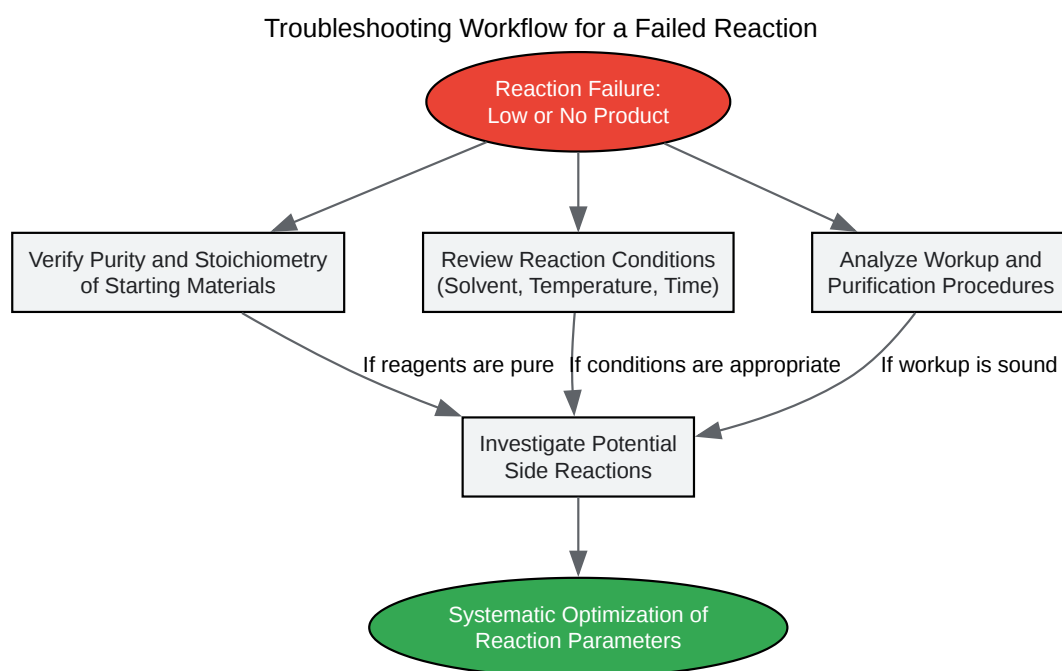 Troubleshooting Workflow for a Failed Reaction
Reaction Failure:
Low or No Product
Verify Purity and Stoichiometry
of Starting Materials
Review Reaction Conditions
(Solvent, Temperature, Time)
Analyze Workup and
Purification Procedures
If reagents are pure
If conditions are appropriate
If workup is sound
Investigate Potential
Side Reactions
Systematic Optimization of
Reaction Parameters